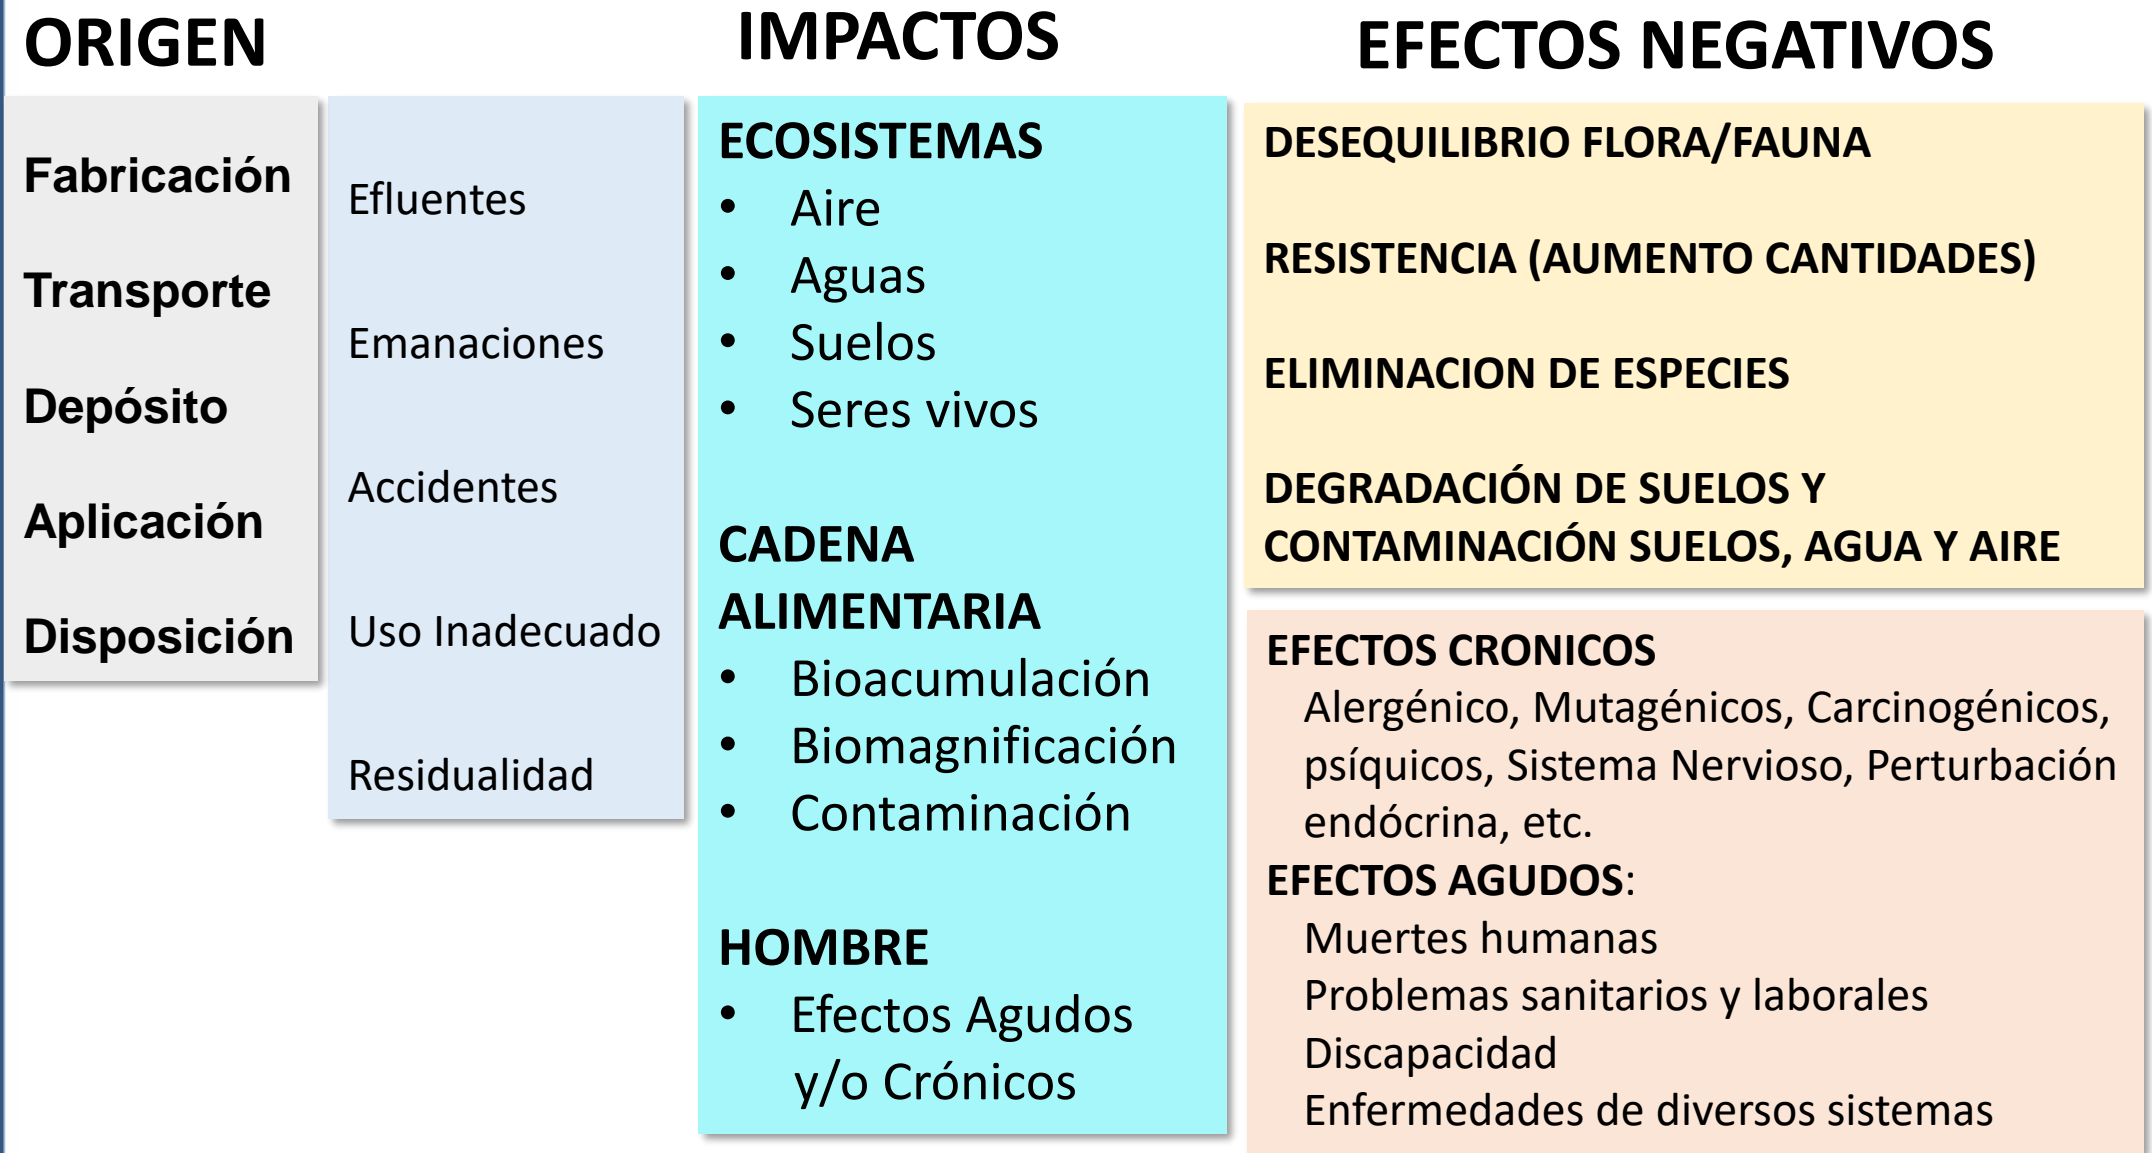 ORIGEN
IMPACTOS
EFECTOS NEGATIVOS
Fabricación
Transporte
Depósito
Aplicación
Disposición
Efluentes
Emanaciones
Accidentes
Uso Inadecuado
Residualidad
ECOSISTEMAS
• Aire
• Aguas
• Suelos
• Seres vivos
CADENA
ALIMENTARIA
• Bioacumulación
• Biomagnificación
• Contaminación
HOMBRE
• Efectos Agudos
y/o Crónicos
DESEQUILIBRIO FLORA/FAUNA
RESISTENCIA (AUMENTO CANTIDADES)
ELIMINACION DE ESPECIES
DEGRADACIÓN DE SUELOS Y
CONTAMINACIÓN SUELOS, AGUA Y AIRE
EFECTOS CRONICOS
Alergénico, Mutagénicos, Carcinogénicos,
psíquicos, Sistema Nervioso, Perturbación
endócrina, etc.
EFECTOS AGUDOS:
Muertes humanas
Problemas sanitarios y laborales
Discapacidad
Enfermedades de diversos sistemas